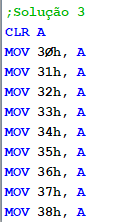 ;Solução 3
CLR A
MOV 30h, A
MOV 31h, A
MOV 32h, A
MOV 33h, A
MOV 34h, A
MOV 35h, A
MOV 36h, A
MOV 37h, A
MOV 38h, A